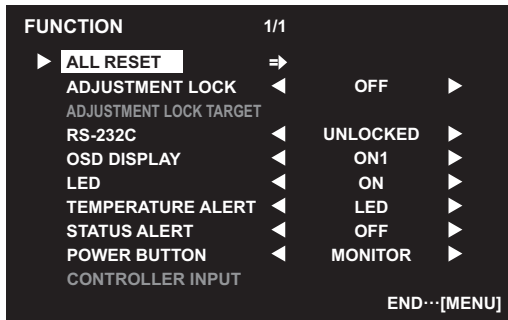 FUNCTION 1/1
ALL RESET
ADJUSTMENT LOCK OFF
ADJUSTMENT LOCK TARGET
RS-232C UNLOCKED
OSD DISPLAY ON1
LED ON
TEMPERATURE ALERT LED
STATUS ALERT OFF
POWER BUTTON MONITOR
CONTROLLER INPUT
END···[MENU]